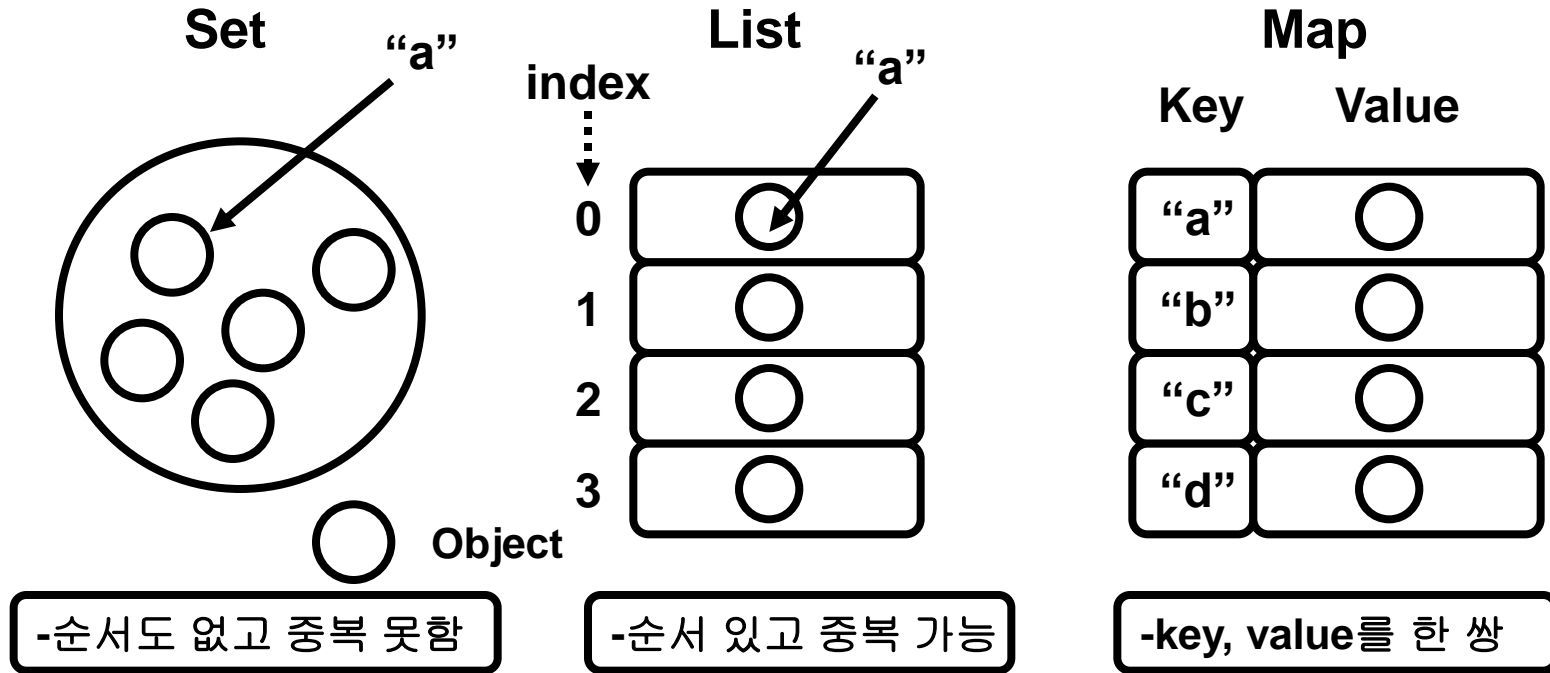 Set
“a”
index
0
1
2
3
List
“a”
Map
Key Value
“a”
“b”
“c”
“d”
Object
-순서도 없고 중복 못함
-순서 있고 중복 가능
-key, value를 한 쌍